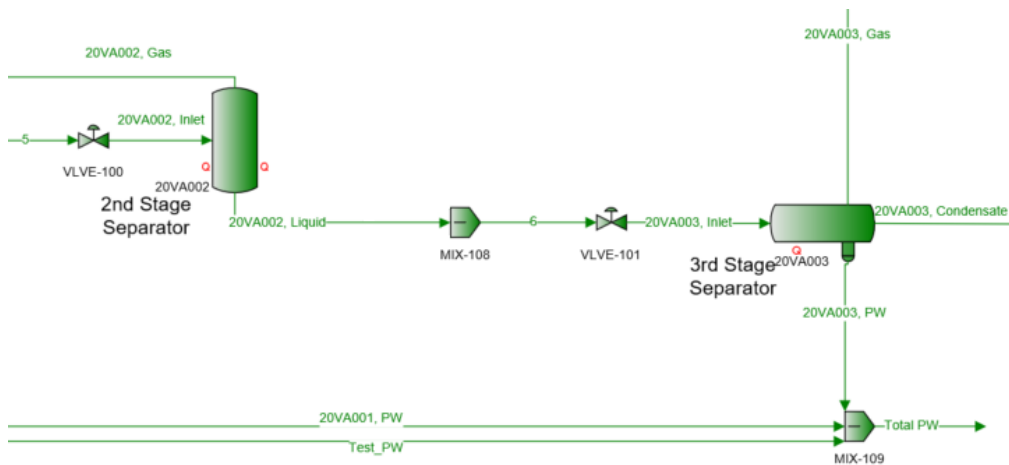 20VA003, Gas
20VA002, Gas
20VA002, Inlet
5
VLVE-100
Q
Q
20VA002
2nd Stage
Separator
20VA002, Liquid
6
20VA003, Inlet
20VA003, Condensate
MIX-108
VLVE-101
Q
20VA003
3rd Stage
Separator
20VA003, PW
20VA001, PW
Total PW
Test_PW
MIX-109